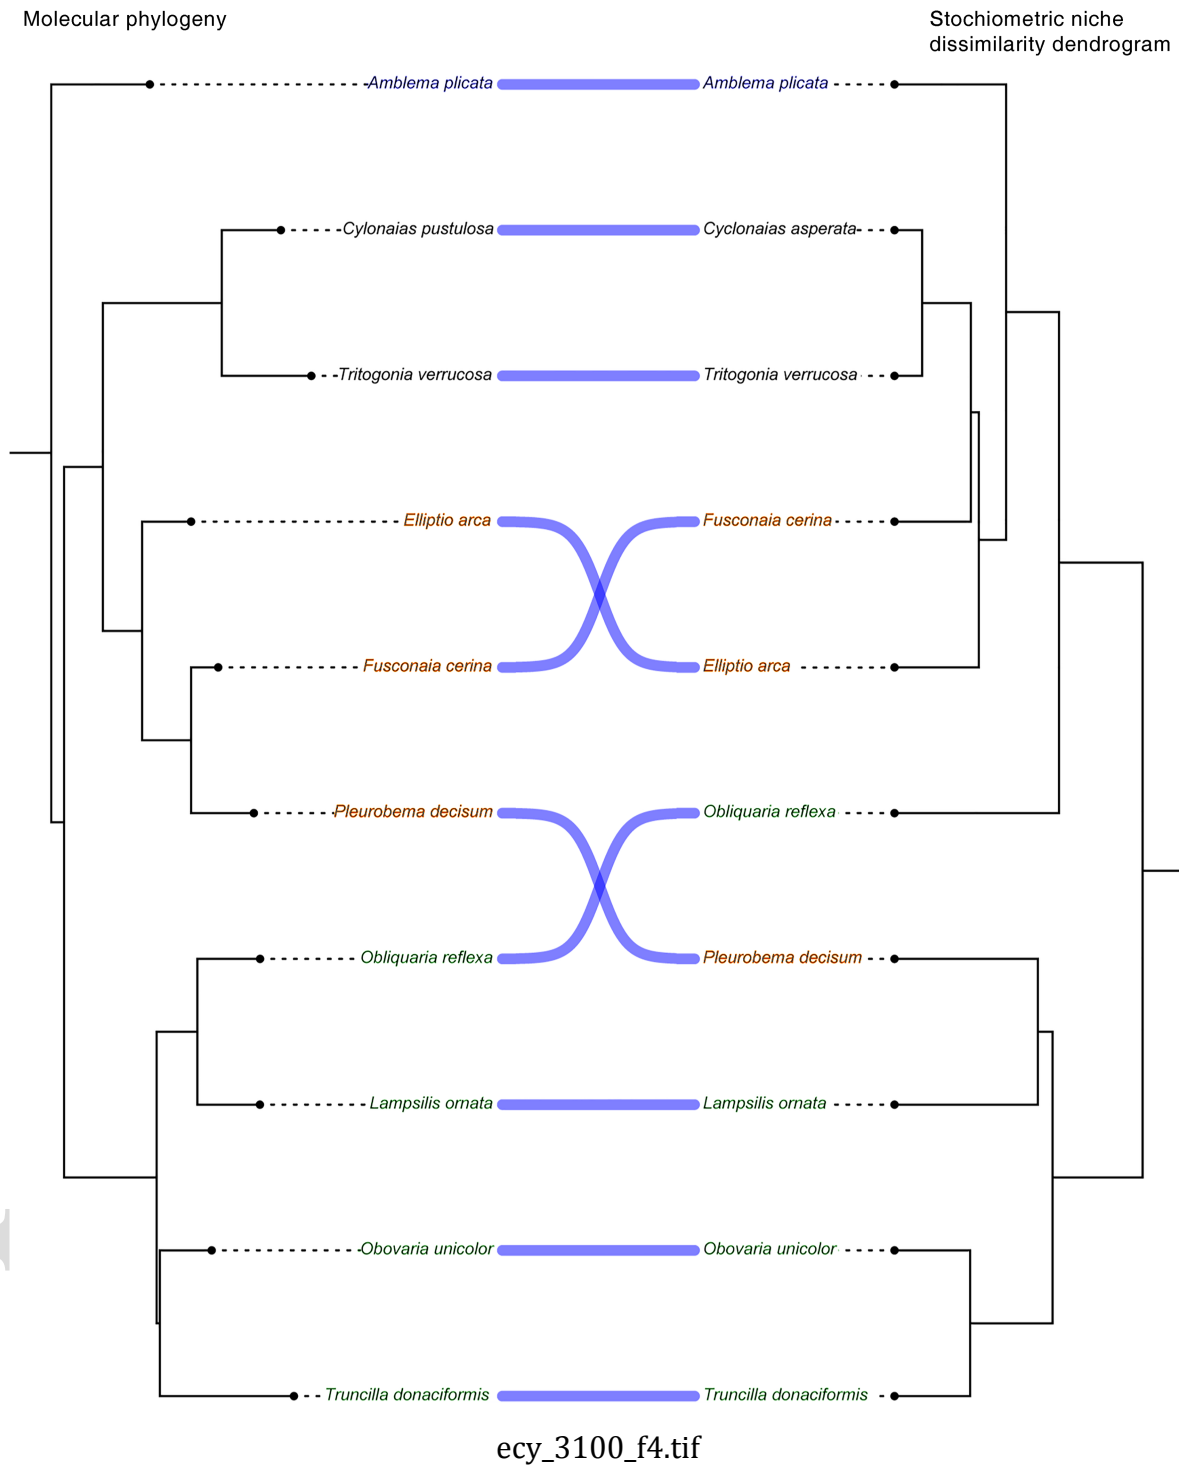 Molecular phylogeny
Stochiometric niche
dissimilarity dendrogram
Amblema plicata
Amblema plicata
Cylonaias pustulosa
Cyclonaias asperata
Tritogonia verrucosa
Tritogonia verrucosa
Elliptio arca
Fusconaia cerina
Fusconaia cerina
Elliptio arca
Pleurobema decisum
Obliquaria reflexa
Obliquaria reflexa
Pleurobema decisum
Lampsilis ornata
Lampsilis ornata
Obovaria unicolor
Obovaria unicolor
Truncilla donaciformis
Truncilla donaciformis
ecy_3100_f4.tif